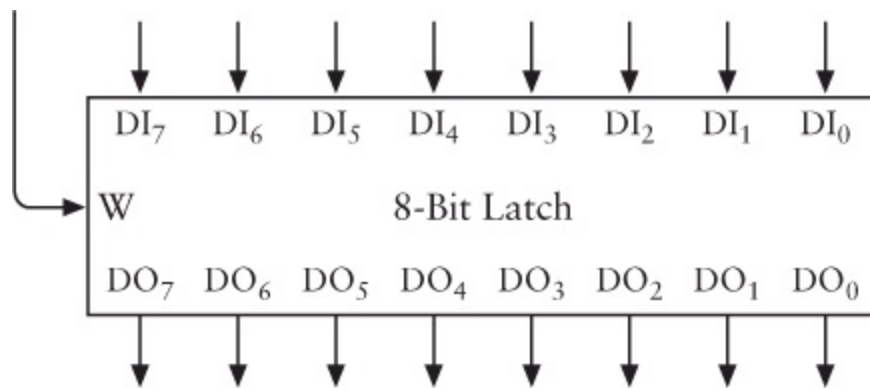 DI₇ DI₆ DI₅ DI₄ DI₃ DI₂ DI₁ DI₀
W 8-Bit Latch
DO₇ DO₆ DO₅ DO₄ DO₃ DO₂ DO₁ DO₀